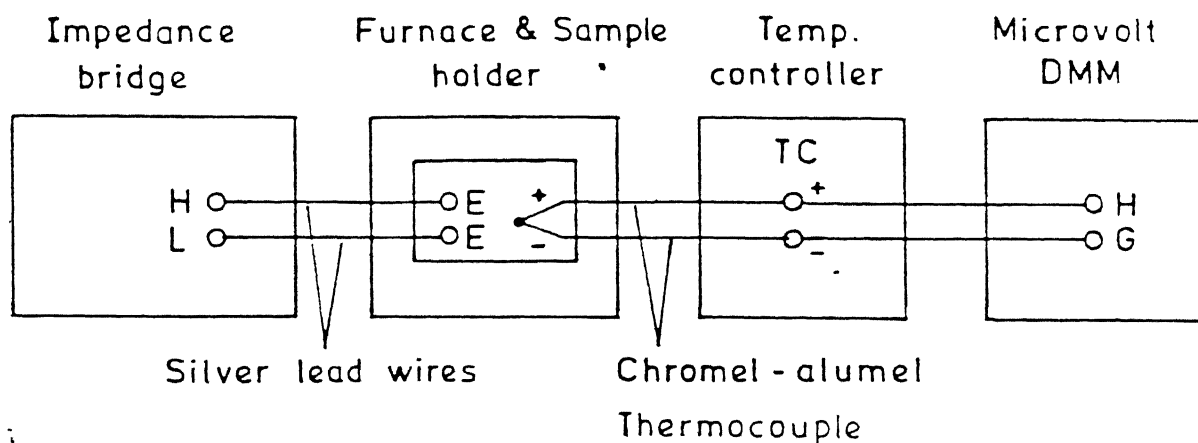 Impedance
bridge
Furnace & Sample
holder
Temp.
controller
Microvolt
DMM
TC
H
L
E
E
+
-
+
-
H
G
Silver lead wires
Chromel - alumel
Thermocouple